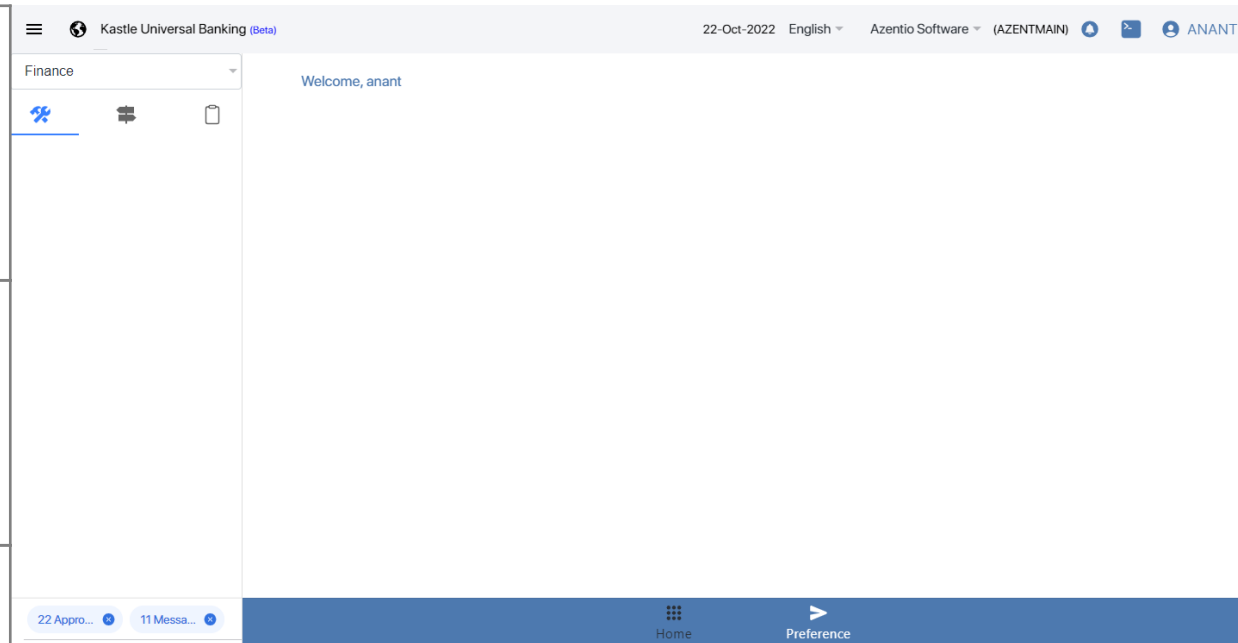 Kastle Universal Banking (Beta)
22-Oct-2022 English Azentio Software (AZENTMAIN) ANANT
Finance
Welcome, anant
22 Appro... 11 Messa...
Home Preference